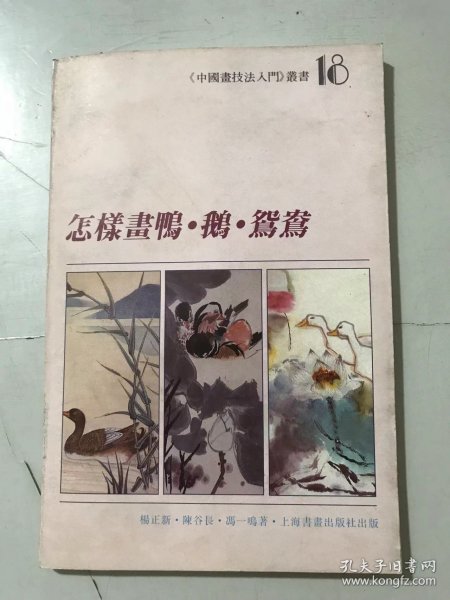 《中國畫技法入門》叢書 18
怎樣畫鴨·鵝·鴛鴦
楊正新·陳谷長·馮一鳴著·上海書畫出版社出版
孔夫子旧书网
www.kongfz.com